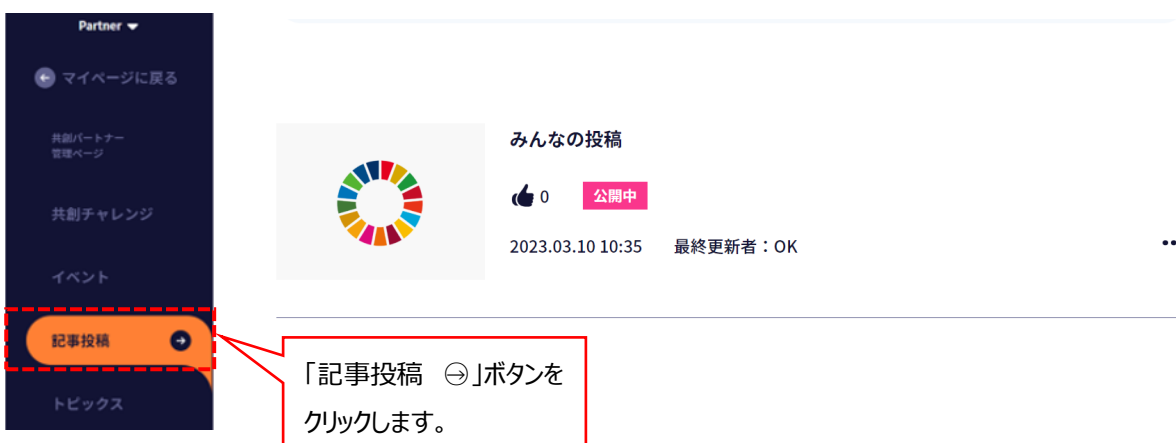 Partner
マイページに戻る
共創パートナー
管理ページ
共創チャレンジ
イベント
記事投稿
トピックス
みんなの投稿
0 公開中
2023.03.10 10:35 最終更新者：OK
「記事投稿 →」ボタンを
クリックします。